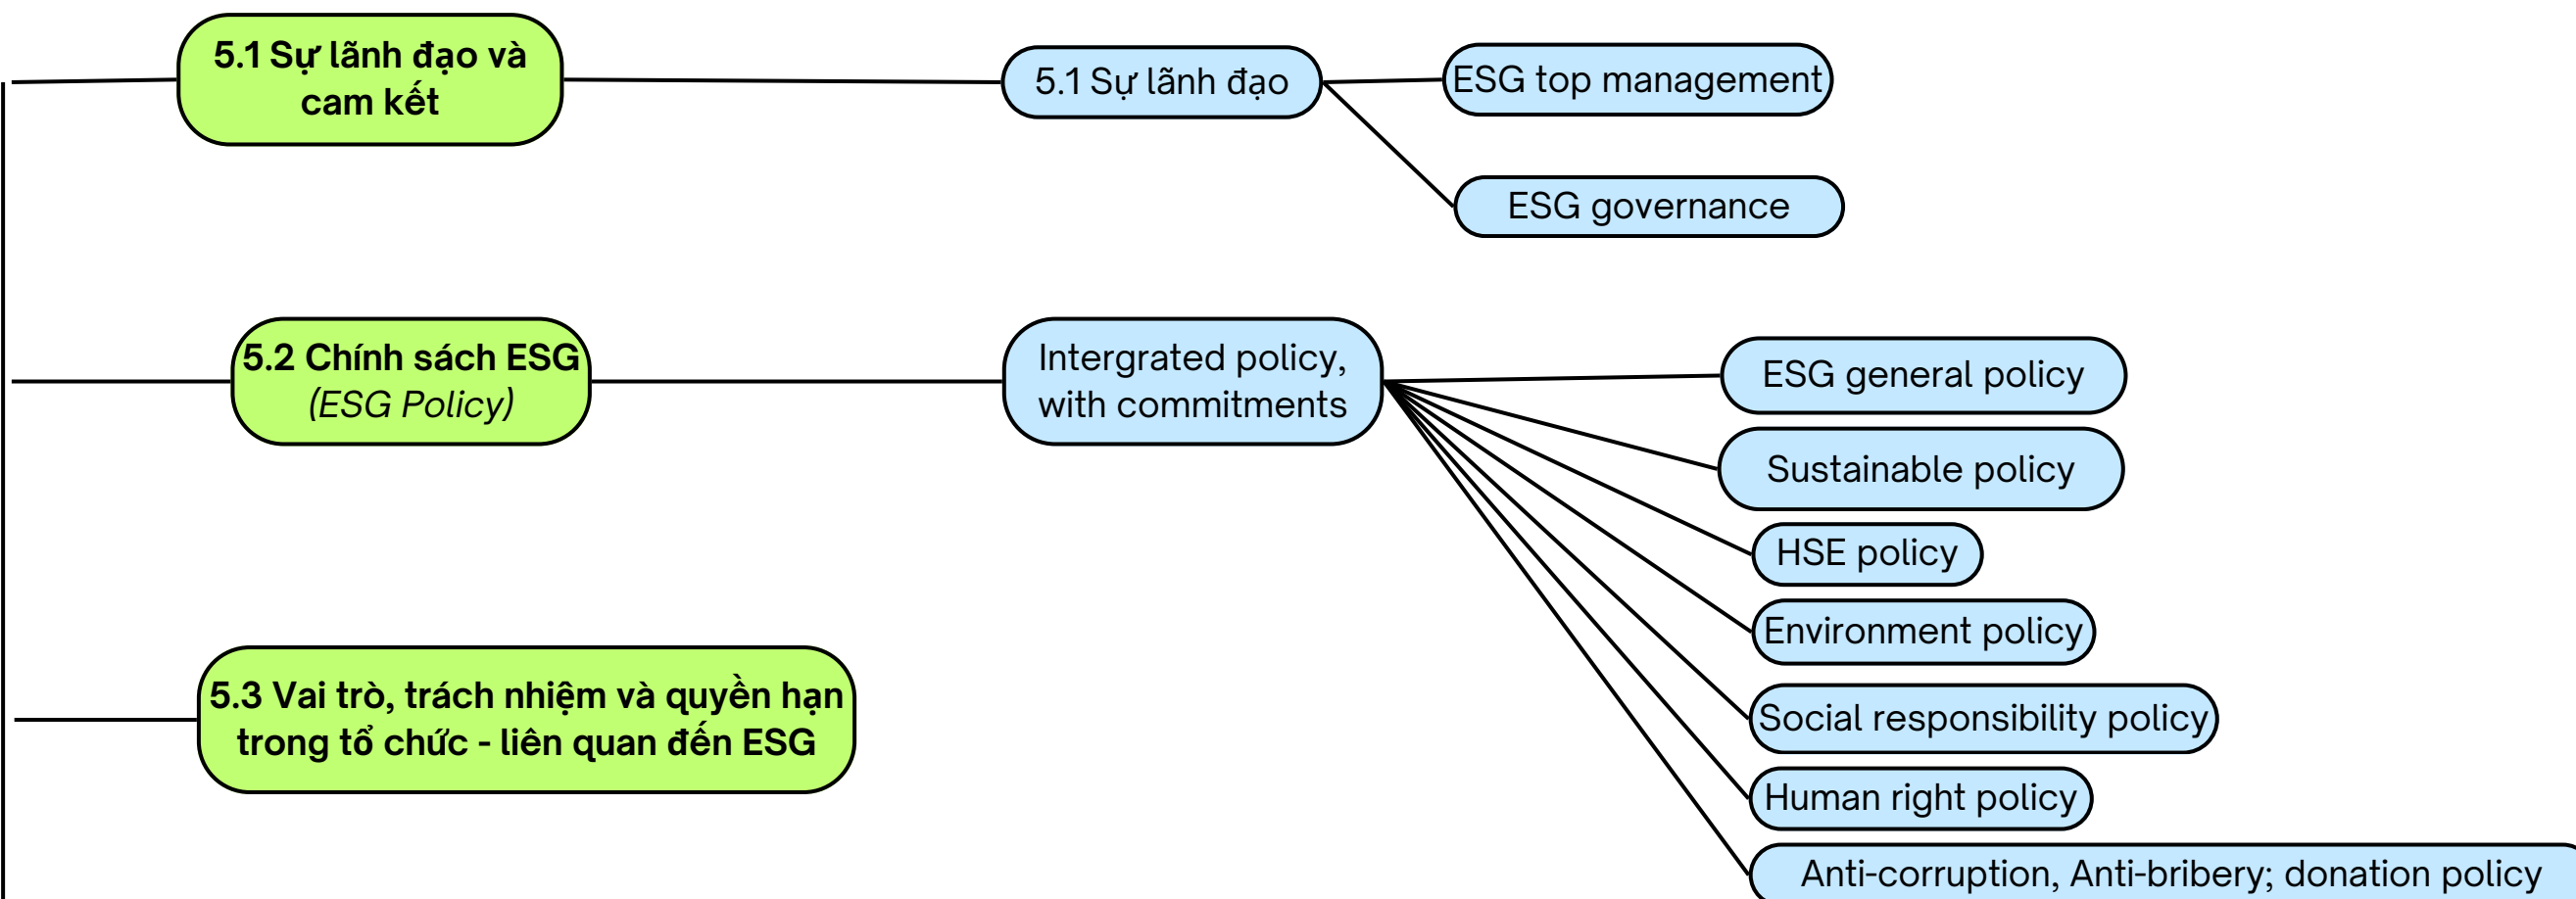 5.1 Sự lãnh đạo và
cam kết
5.1 Sự lãnh đạo
ESG top management
ESG governance
5.2 Chính sách ESG
(ESG Policy)
Intergrated policy,
with commitments
ESG general policy
Sustainable policy
HSE policy
Environment policy
Social responsibility policy
Human right policy
Anti-corruption, Anti-bribery; donation policy
5.3 Vai trò, trách nhiệm và quyền hạn
trong tổ chức - liên quan đến ESG